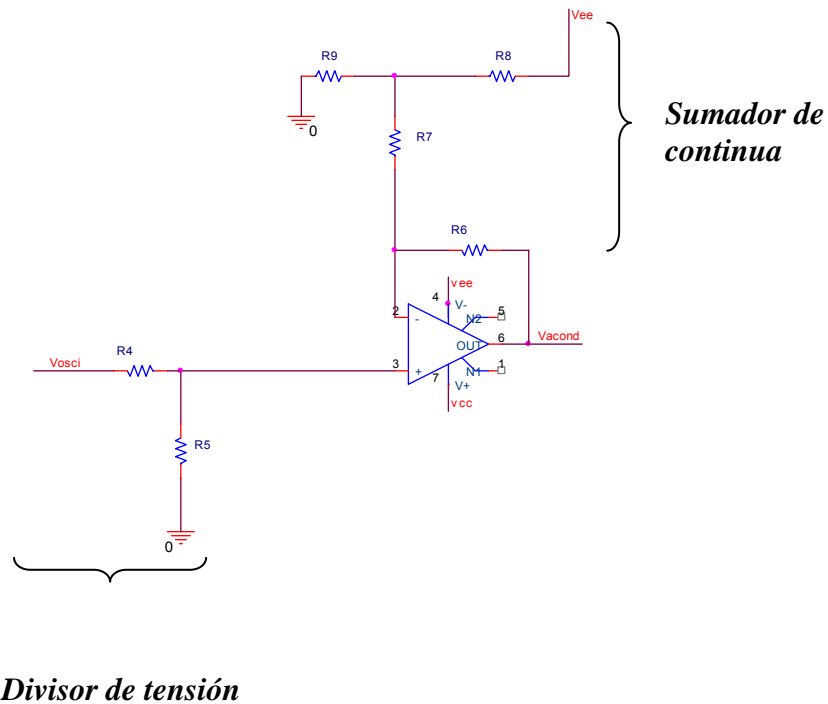 Vee
R9
R8
0
R7
Sumador de
continua
R6
vee
4
V-
2
-
N2
5
OUT
6
Vacond
Vosci
R4
3
+
7
N1
1
V+
vcc
R5
0
Divisor de tensión